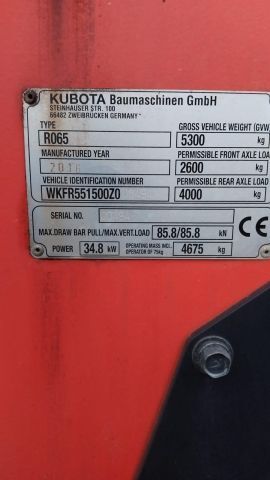 KUBOTA Baumaschinen GmbH
STEINHAUSER STR. 100
66482 ZWEIBRÜCKEN GERMANY
TYPE GROSS VEHICLE WEIGHT (GVW)
R065 5300 kg
MANUFACTURED YEAR PERMISSIBLE FRONT AXLE LOAD
2600 kg
VEHICLE IDENTIFICATION NUMBER PERMISSIBLE REAR AXLE LOAD
WKFR551500Z0 4000 kg
SERIAL NO. CE
MAX.DRAW BAR PULL/MAX.VERT.LOAD 85.8/85.8 kN
POWER 34.8 kW OPERATING MASS INCL. OPERATOR OF 75kg 4675 kg